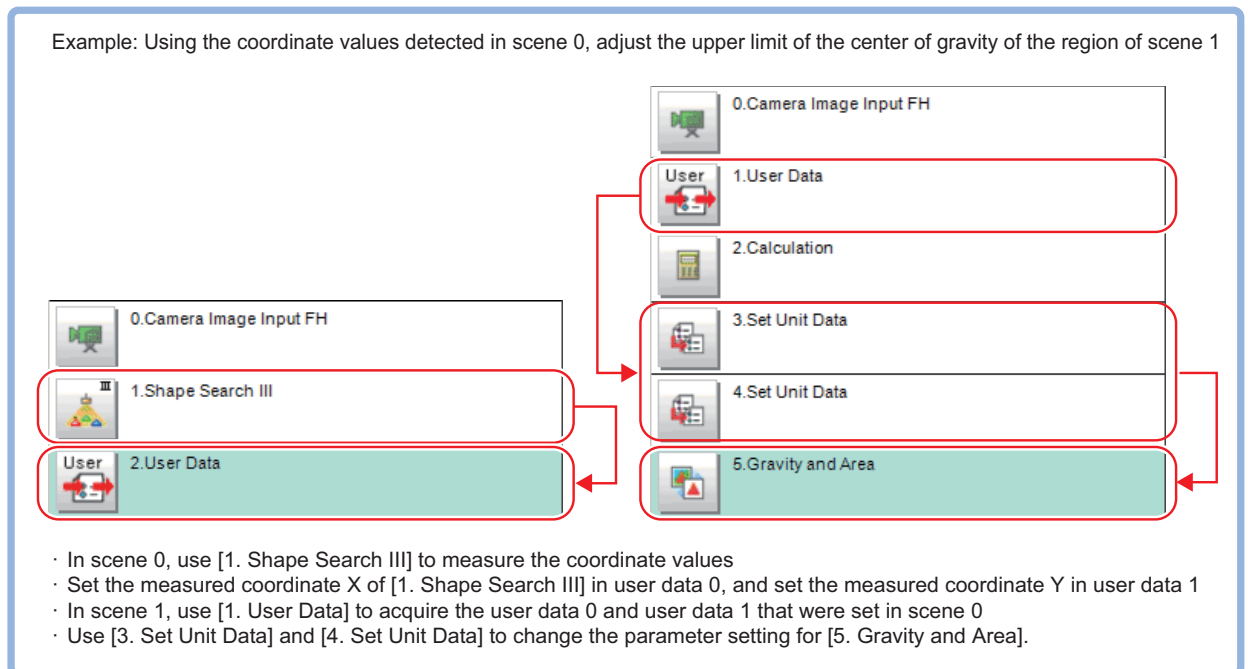 Example: Using the coordinate values detected in scene 0, adjust the upper limit of the center of gravity of the region of scene 1
0.Camera Image Input FH
III
1.Shape Search III
User
2.User Data
0.Camera Image Input FH
User
1.User Data
2.Calculation
3.Set Unit Data
4.Set Unit Data
5.Gravity and Area
· In scene 0, use [1. Shape Search III] to measure the coordinate values
· Set the measured coordinate X of [1. Shape Search III] in user data 0, and set the measured coordinate Y in user data 1
· In scene 1, use [1. User Data] to acquire the user data 0 and user data 1 that were set in scene 0
· Use [3. Set Unit Data] and [4. Set Unit Data] to change the parameter setting for [5. Gravity and Area].